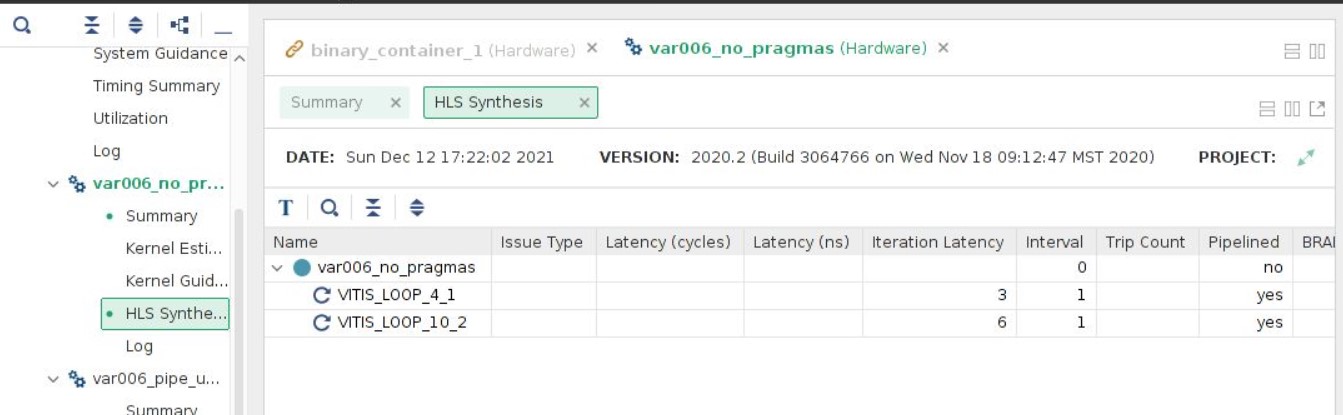 System Guidance
Timing Summary
Utilization
Log
var006_no_pr...
Summary
Kernel Esti...
Kernel Guid...
HLS Synthe...
Log
var006_pipe_u...
Summary
binary_container_1 (Hardware) × var006_no_pragmas (Hardware) ×
Summary × HLS Synthesis ×
DATE: Sun Dec 12 17:22:02 2021 VERSION: 2020.2 (Build 3064766 on Wed Nov 18 09:12:47 MST 2020) PROJECT:
T
Name Issue Type Latency (cycles) Latency (ns) Iteration Latency Interval Trip Count Pipelined BRA
var006_no_pragmas 0 no
VITIS_LOOP_4_1 3 1 yes
VITIS_LOOP_10_2 6 1 yes